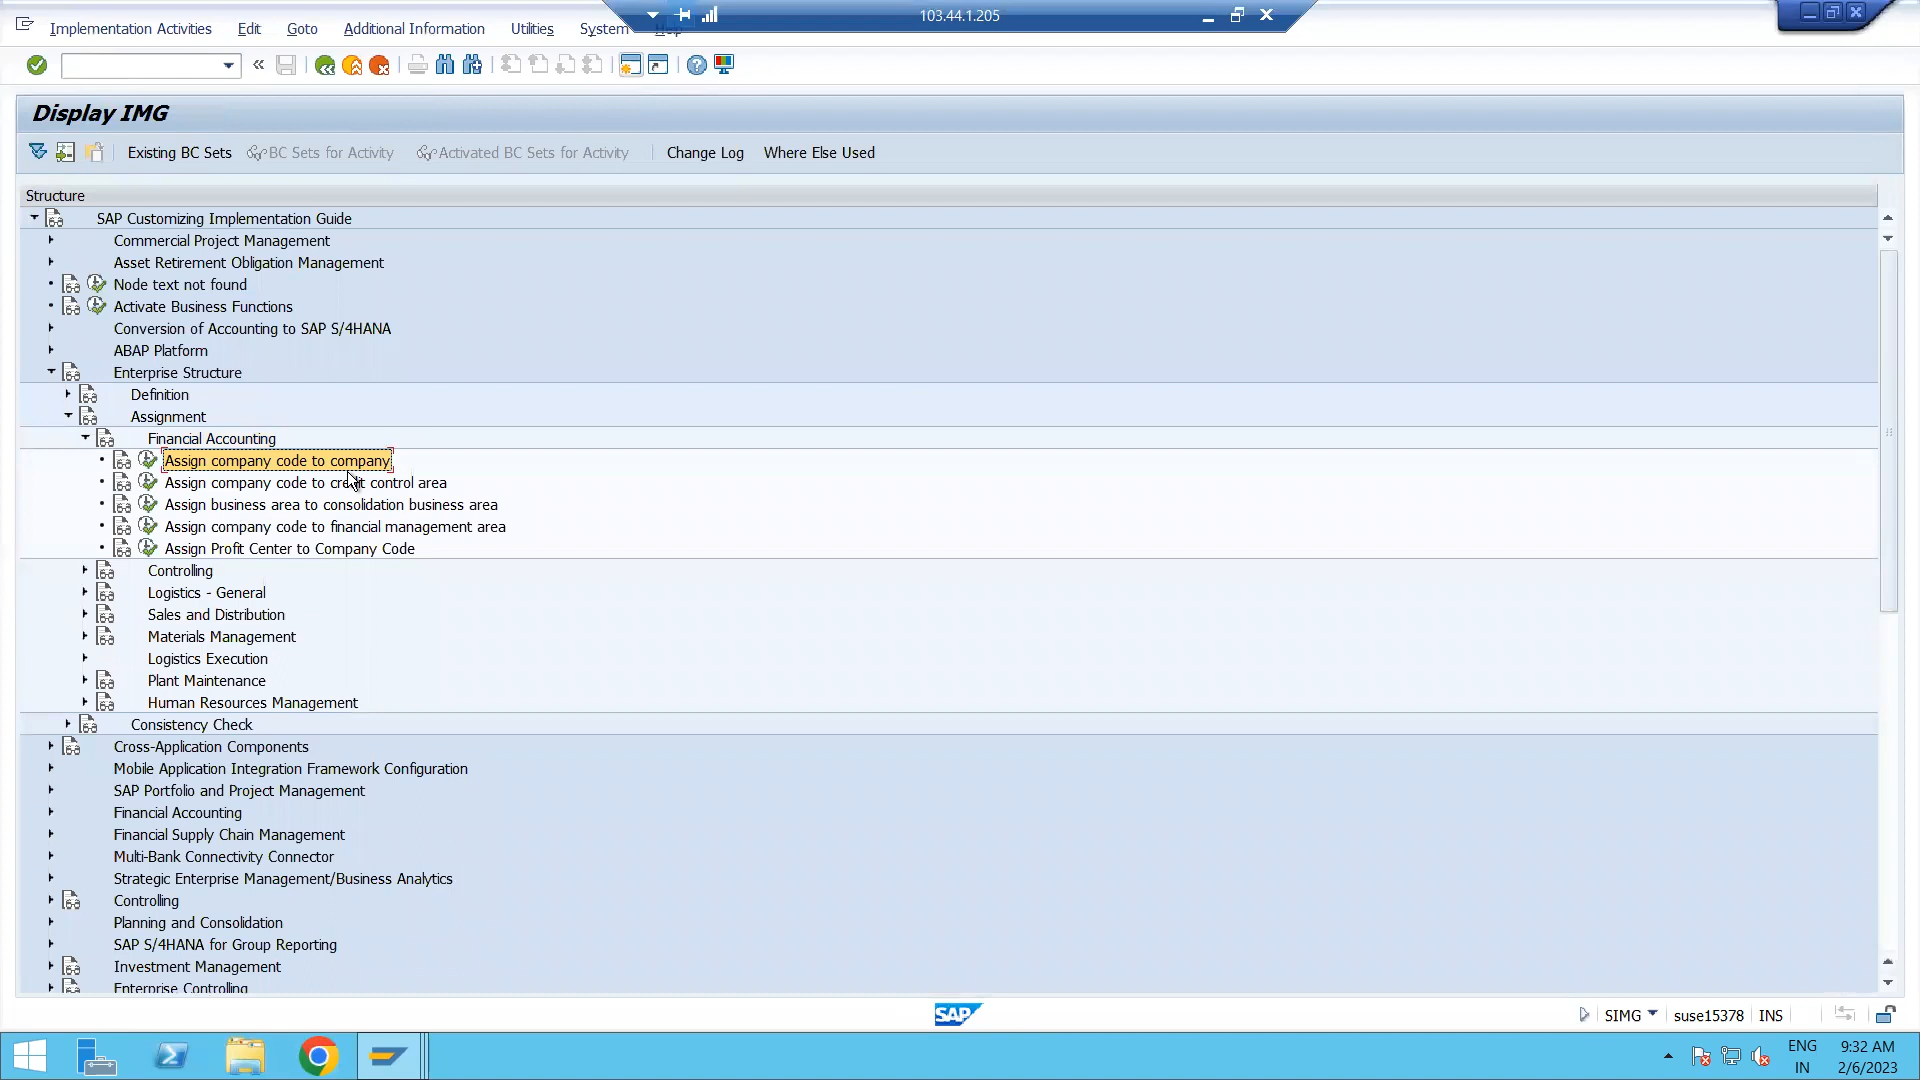 103.44.1.205
Implementation Activities Edit Goto Additional Information Utilities System Help
Display IMG
Existing BC Sets BC Sets for Activity Activated BC Sets for Activity Change Log Where Else Used
Structure
SAP Customizing Implementation Guide
Commercial Project Management
Asset Retirement Obligation Management
Node text not found
Activate Business Functions
Conversion of Accounting to SAP S/4HANA
ABAP Platform
Enterprise Structure
Definition
Assignment
Financial Accounting
Assign company code to company
Assign company code to credit control area
Assign business area to consolidation business area
Assign company code to financial management area
Assign Profit Center to Company Code
Controlling
Logistics - General
Sales and Distribution
Materials Management
Logistics Execution
Plant Maintenance
Human Resources Management
Consistency Check
Cross-Application Components
Mobile Application Integration Framework Configuration
SAP Portfolio and Project Management
Financial Accounting
Financial Supply Chain Management
Multi-Bank Connectivity Connector
Strategic Enterprise Management/Business Analytics
Controlling
Planning and Consolidation
SAP S/4HANA for Group Reporting
Investment Management
Enterprise Controlling
SAP SIMG suse15378 INS
ENG 9:32 AM
IN 2/6/2023